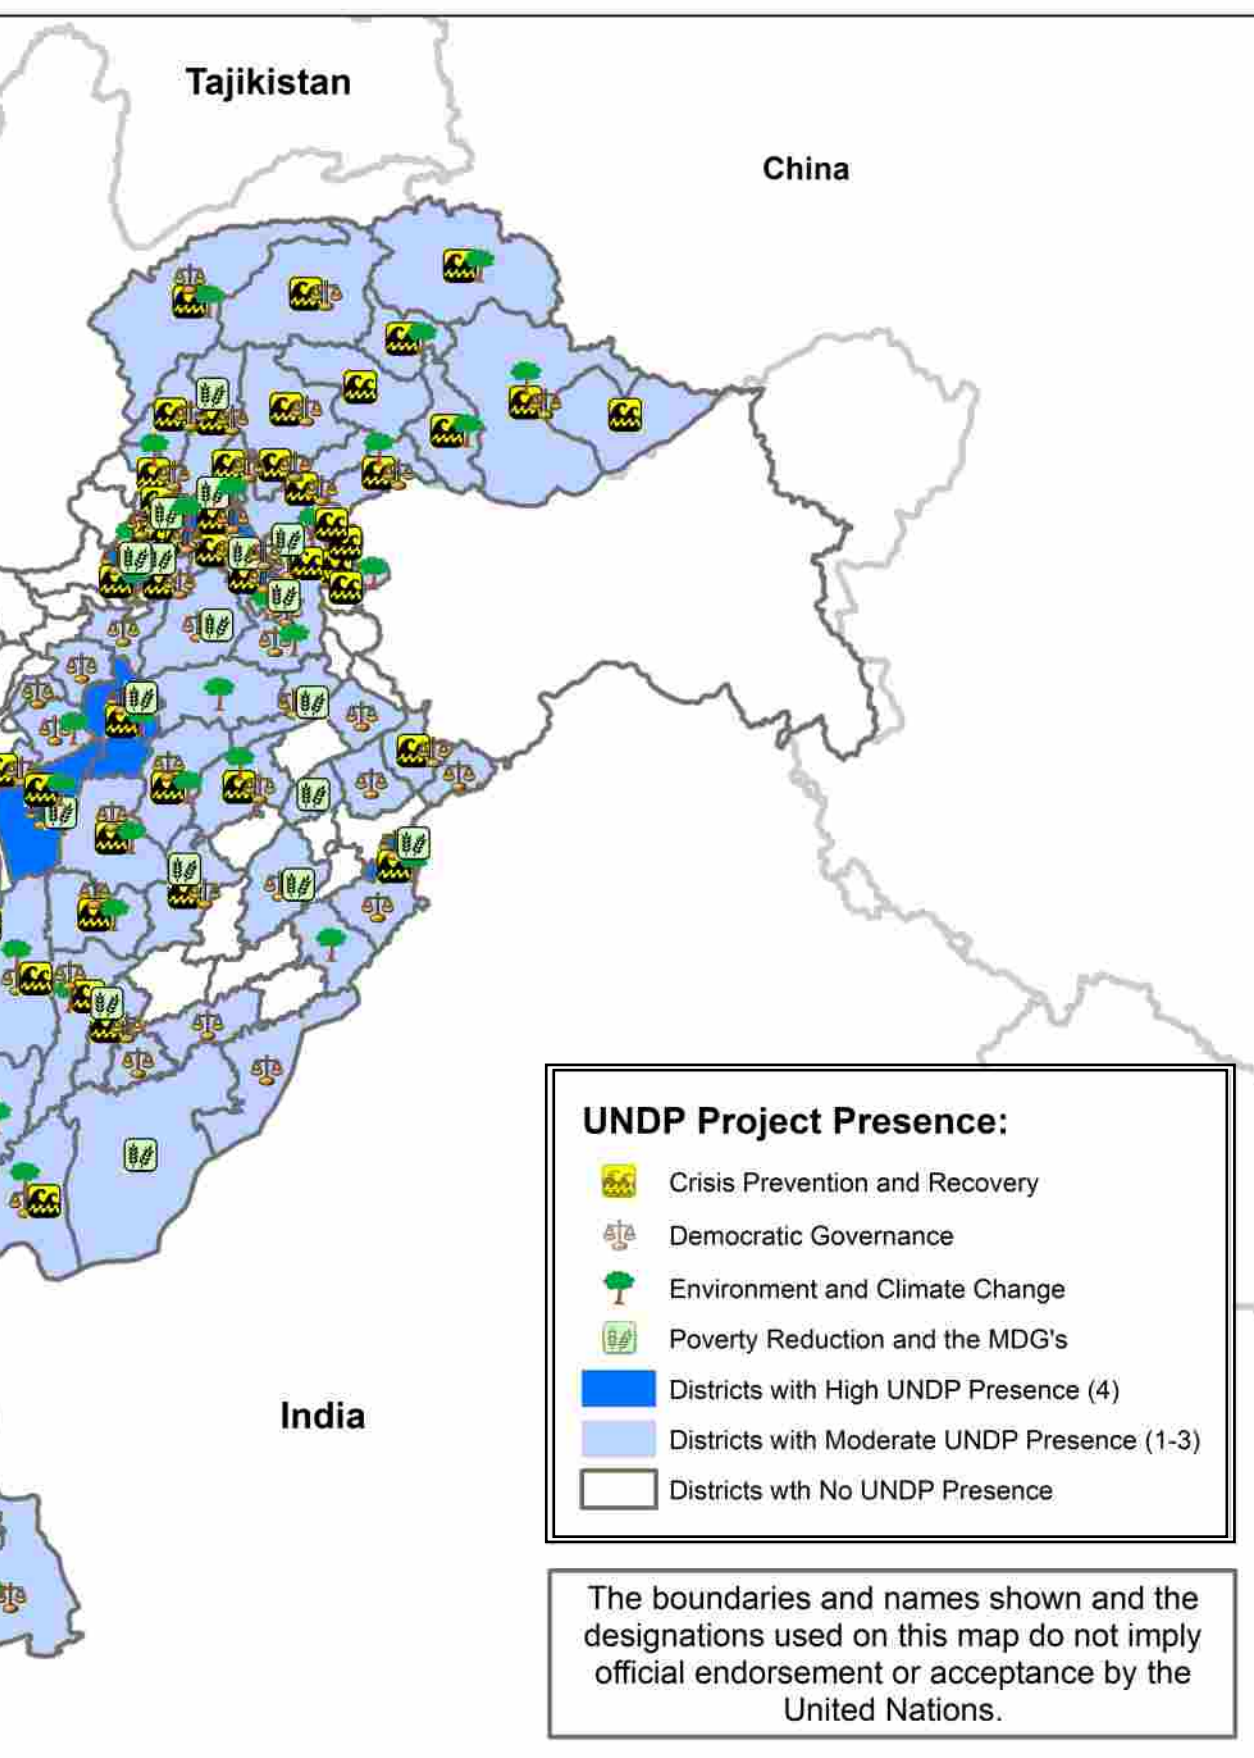 Tajikistan
China
UNDP Project Presence:
Crisis Prevention and Recovery
Democratic Governance
Environment and Climate Change
Poverty Reduction and the MDG's
Districts with High UNDP Presence (4)
Districts with Moderate UNDP Presence (1-3)
Districts wth No UNDP Presence
India
The boundaries and names shown and the
designations used on this map do not imply
official endorsement or acceptance by the
United Nations.